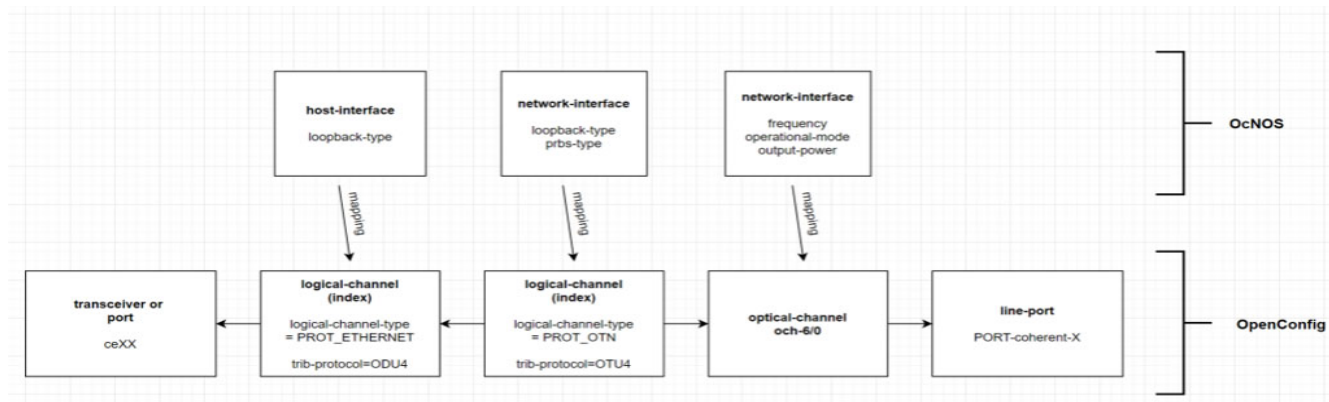 host-interface
loopback-type
network-interface
loopback-type
prbs-type
network-interface
frequency
operational-mode
output-power
OcNOS
mapping
mapping
mapping
transceiver or
port
ceXX
logical-channel
(index)
logical-channel-type
= PROT_ETHERNET
trib-protocol=ODU4
logical-channel
(index)
logical-channel-type
= PROT_OTN
trib-protocol=OTU4
optical-channel
och-6/0
line-port
PORT-coherent-X
OpenConfig